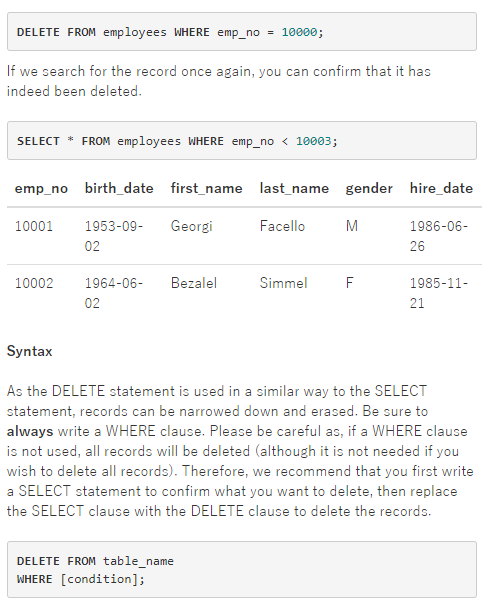 DELETE FROM employees WHERE emp_no = 10000;
If we search for the record once again, you can confirm that it has
indeed been deleted.
SELECT * FROM employees WHERE emp_no < 10003;
emp_no birth_date first_name last_name gender hire_date
10001 1953-09- Georgi Facello M 1986-06-
02 26
10002 1964-06- Bezalel Simmel F 1985-11-
02 21
Syntax
As the DELETE statement is used in a similar way to the SELECT
statement, records can be narrowed down and erased. Be sure to
always write a WHERE clause. Please be careful as, if a WHERE clause
is not used, all records will be deleted (although it is not needed if you
wish to delete all records). Therefore, we recommend that you first write
a SELECT statement to confirm what you want to delete, then replace
the SELECT clause with the DELETE clause to delete the records.
DELETE FROM table_name
WHERE [condition];